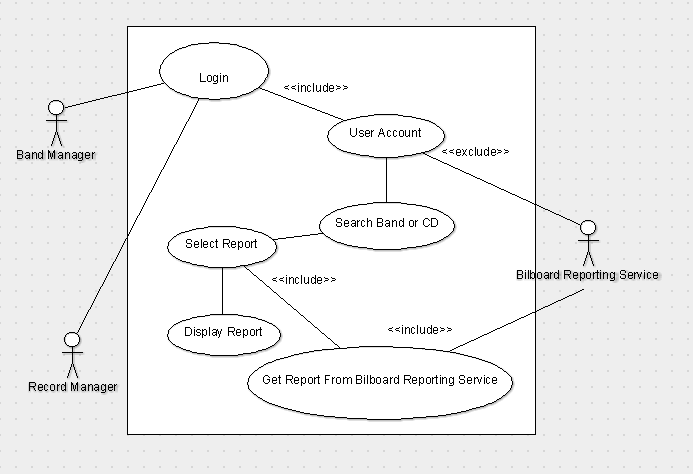 Login
<<include>>
Band Manager
User Account
<<exclude>>
Search Band or CD
Select Report
Bilboard Reporting Service
<<include>>
Display Report
<<include>>
Get Report From Bilboard Reporting Service
Record Manager